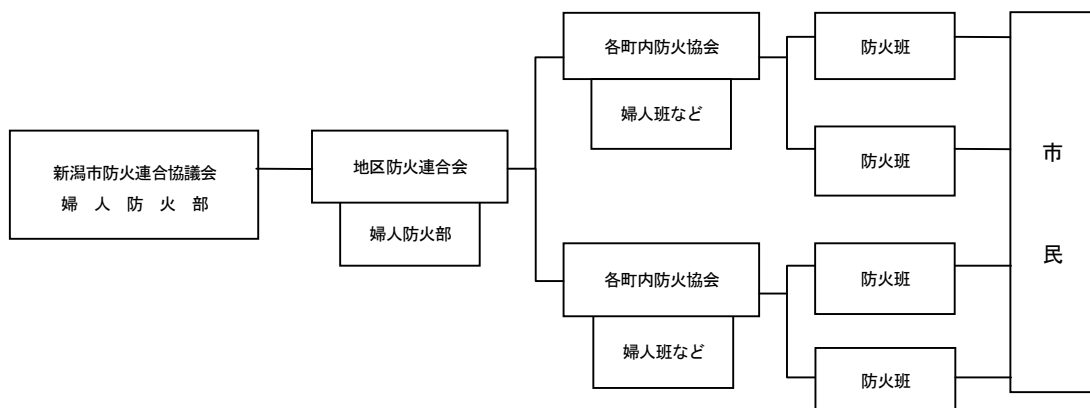 新潟市防火連合協議会
婦 人 防 火 部
地区防火連合会
婦人防火部
各町内防火協会
婦人班など
防火班
防火班
各町内防火協会
婦人班など
防火班
防火班
市
民